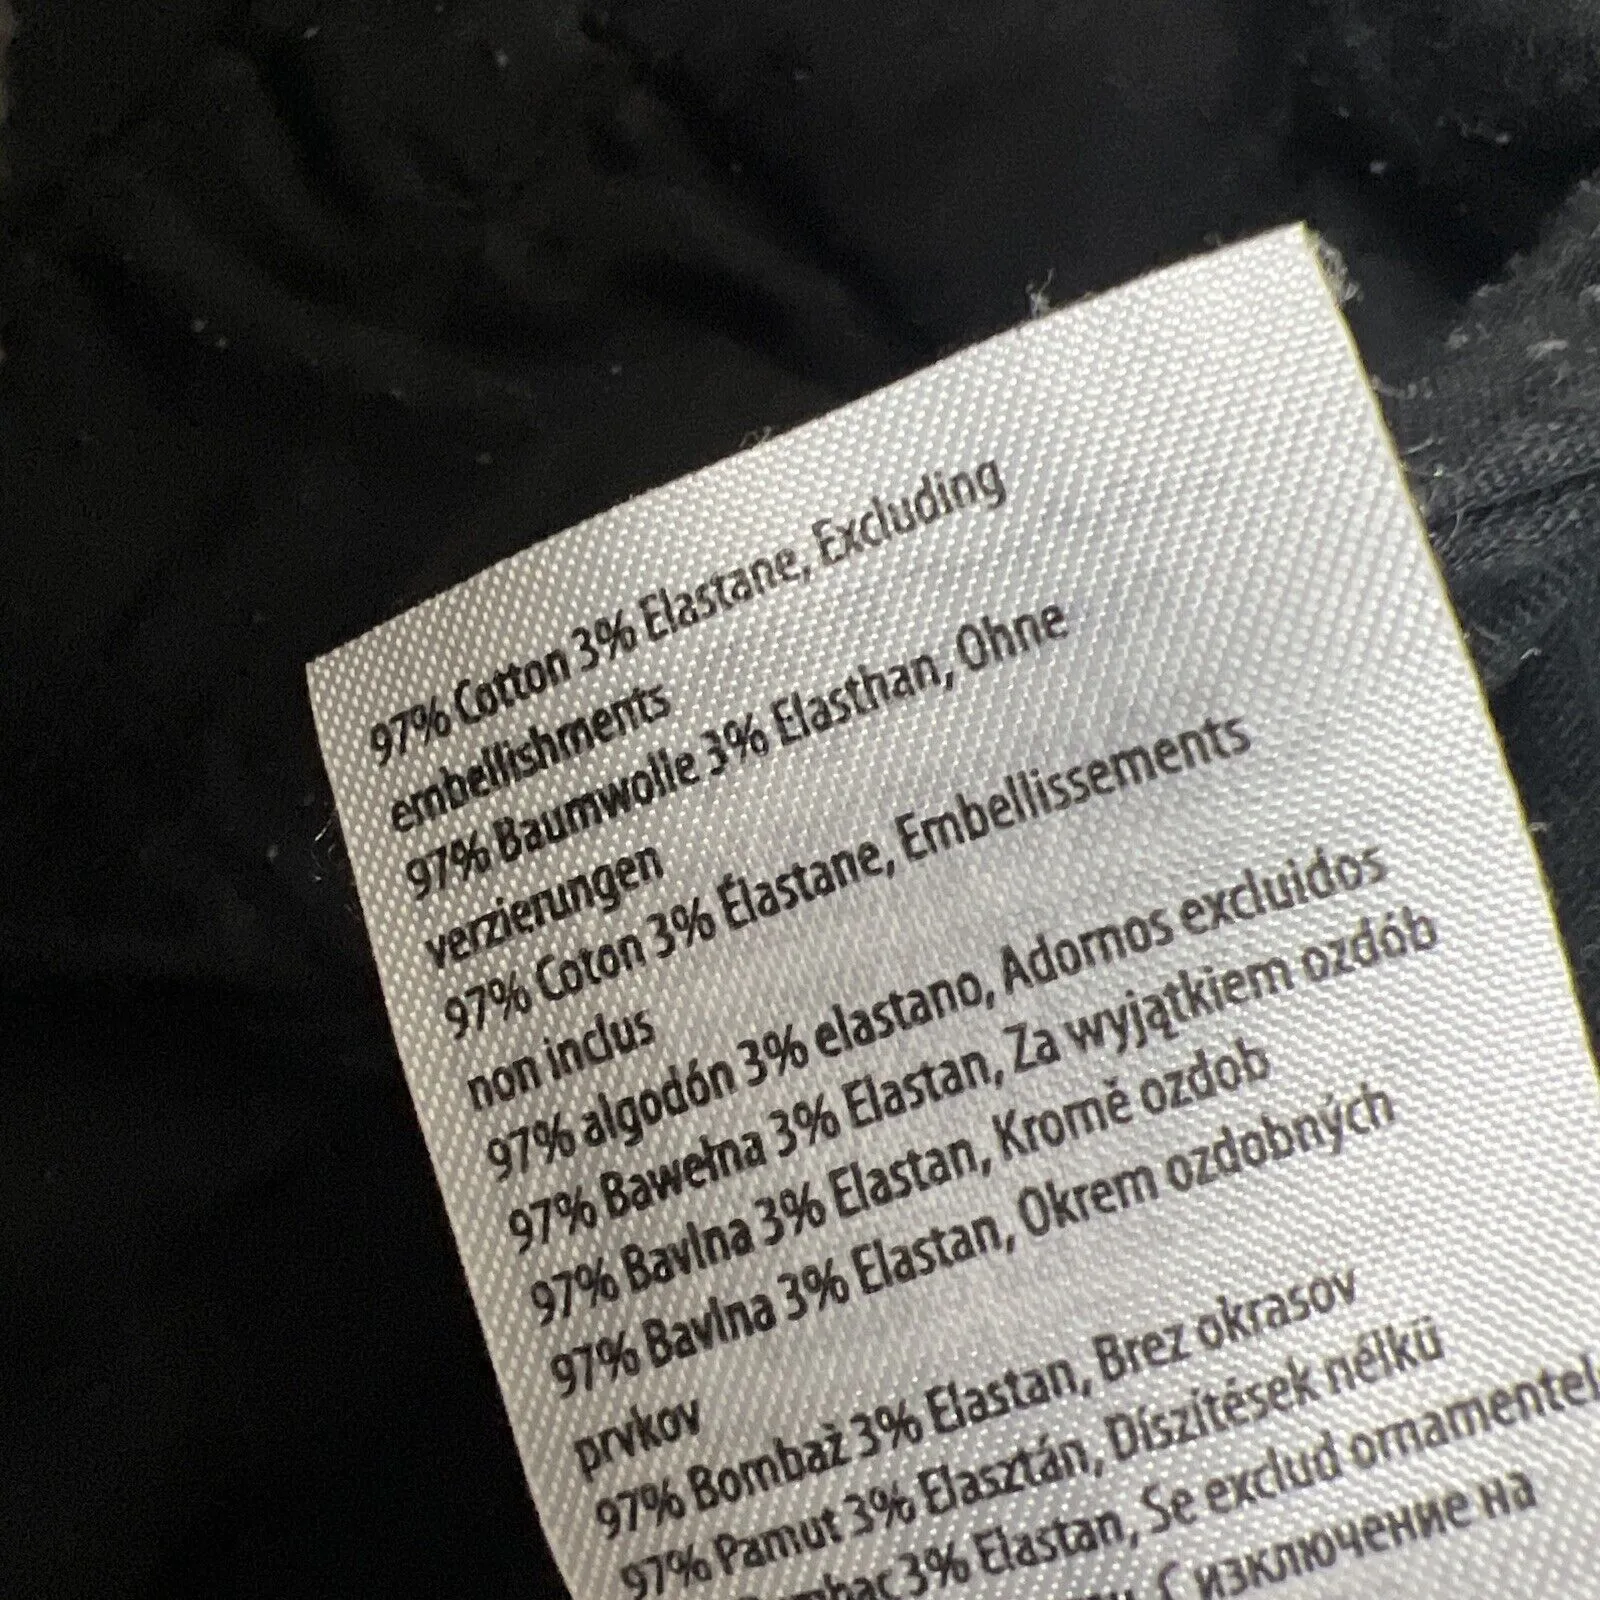 97% Cotton 3% Elastane, Excluding
embellishments
97% Baumwolle 3% Elasthan, Ohne
verzierungen
97% Coton 3% Élastane, Embellissements
non inclus
97% algodón 3% elastano, Adornos excluidos
97% Bawełna 3% Elastan, Za wyjątkiem ozdób
97% Bavlna 3% Elastan, Kromě ozdob
97% Bavlna 3% Elastan, Okrem ozdobných
prvkov
97% Bombaž 3% Elastan, Brez okrasov
97% Pamut 3% Elasztán, Díszítések nélkü
3% Elastan, Se exclud
С изключение на